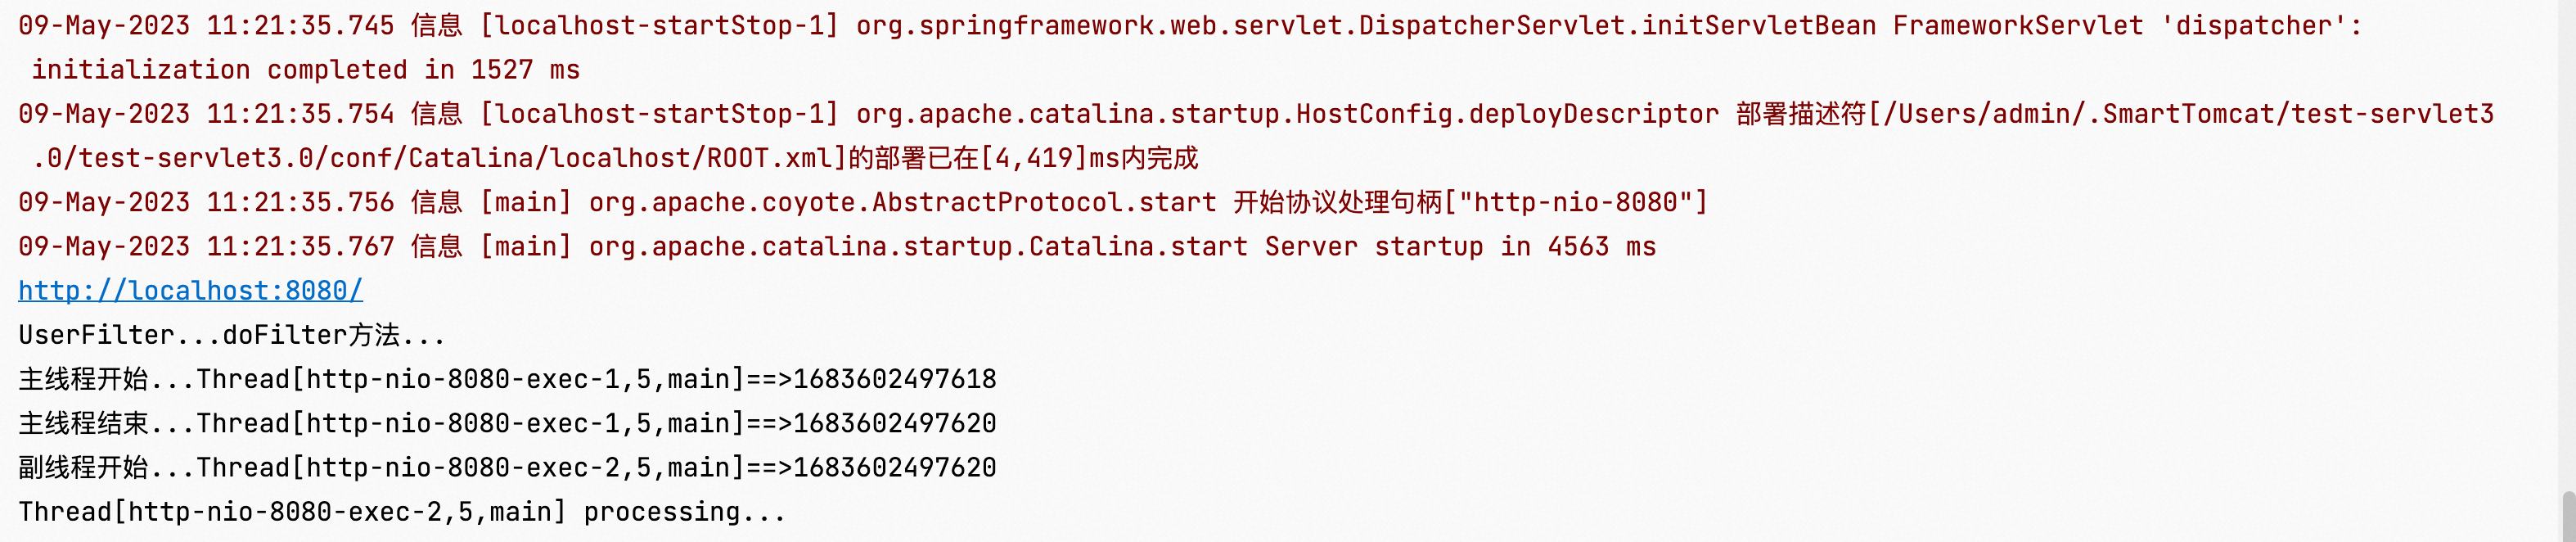 09-May-2023 11:21:35.745 信息 [localhost-startStop-1] org.springframework.web.servlet.DispatcherServlet.initServletBean FrameworkServlet 'dispatcher':
initialization completed in 1527 ms
09-May-2023 11:21:35.754 信息 [localhost-startStop-1] org.apache.catalina.startup.HostConfig.deployDescriptor 部署描述符[/Users/admin/.SmartTomcat/test-servlet3
.0/test-servlet3.0/conf/Catalina/localhost/ROOT.xml]的部署已在[4,419]ms内完成
09-May-2023 11:21:35.756 信息 [main] org.apache.coyote.AbstractProtocol.start 开始协议处理句柄["http-nio-8080"]
09-May-2023 11:21:35.767 信息 [main] org.apache.catalina.startup.Catalina.start Server startup in 4563 ms
http://localhost:8080/
UserFilter...doFilter方法...
主线程开始...Thread[http-nio-8080-exec-1,5,main]==>1683602497618
主线程结束...Thread[http-nio-8080-exec-1,5,main]==>1683602497620
副线程开始...Thread[http-nio-8080-exec-2,5,main]==>1683602497620
Thread[http-nio-8080-exec-2,5,main] processing...